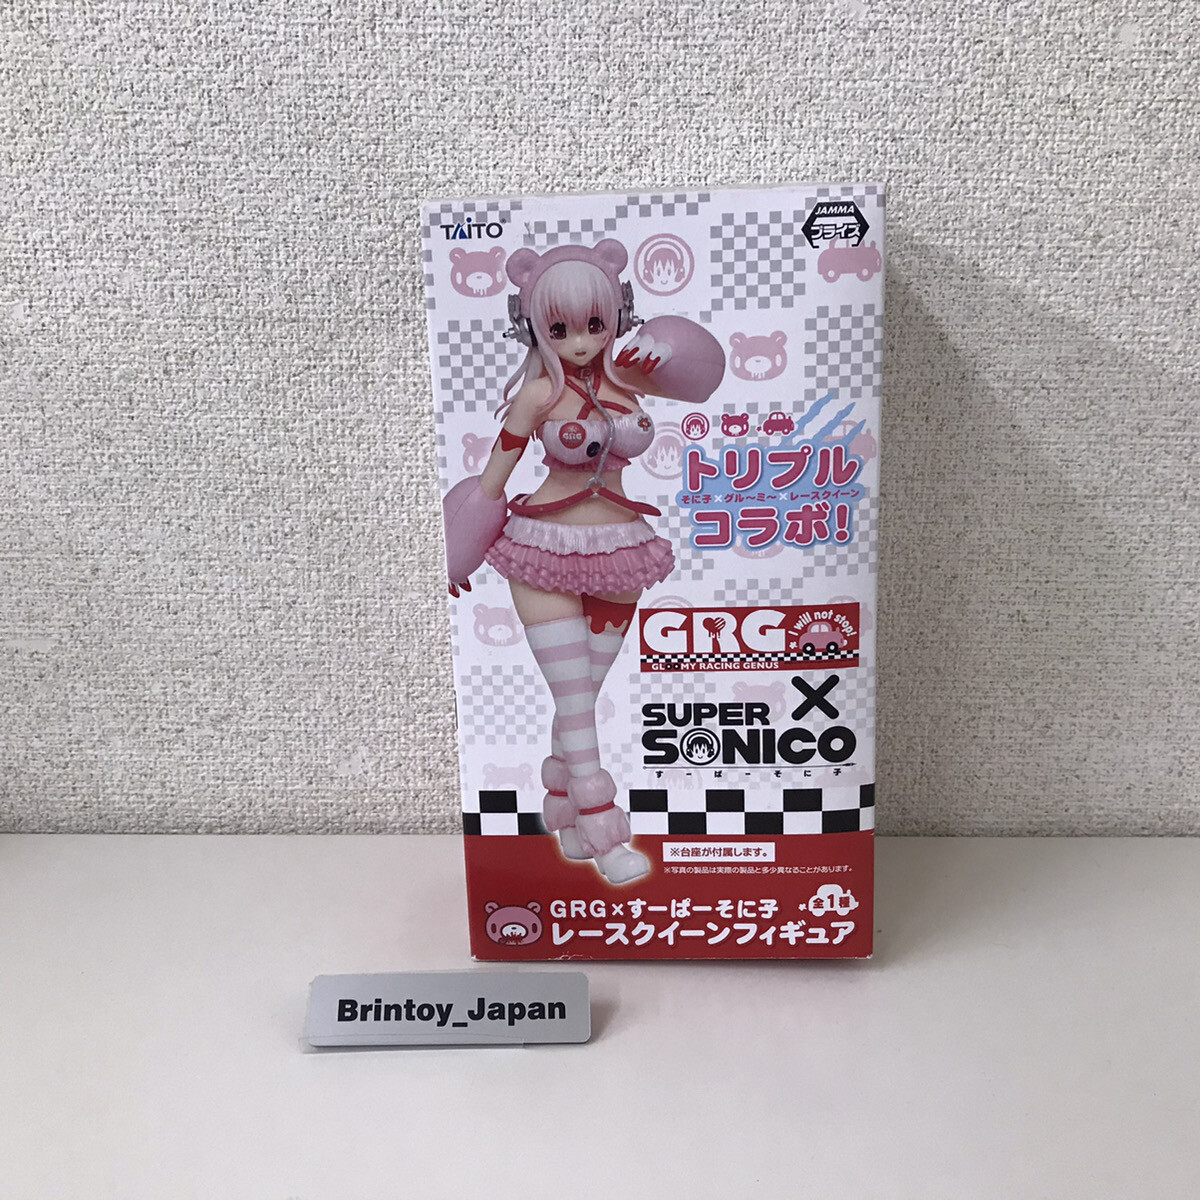 TAITO
JAMMA
プライズ
GRG
トリプル
そに子×グル〜ミ〜×レースクイーン
コラボ!
GRG
I will not stop!
GL••MY RACING GENUS
×
SUPER
SONICO
すーぱーそに子
※台座が付属します。
※写真の製品は実際の製品と多少異なることがあります。
GRG×すーぱーそに子
全1種
レースクイーンフィギュア
Brintoy_Japan